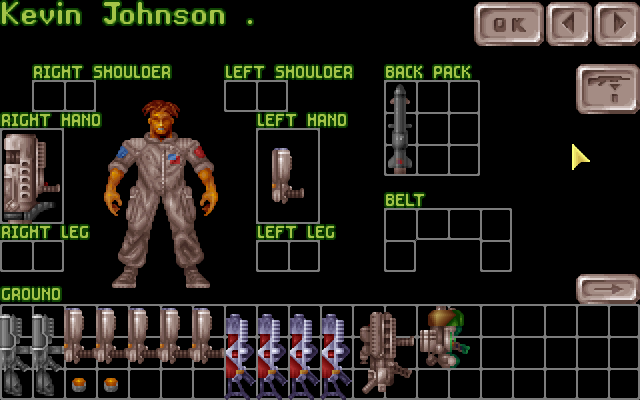 Kevin Johnson .
OK
RIGHT SHOULDER
LEFT SHOULDER
BACK PACK
RIGHT HAND
LEFT HAND
BELT
RIGHT LEG
LEFT LEG
GROUND